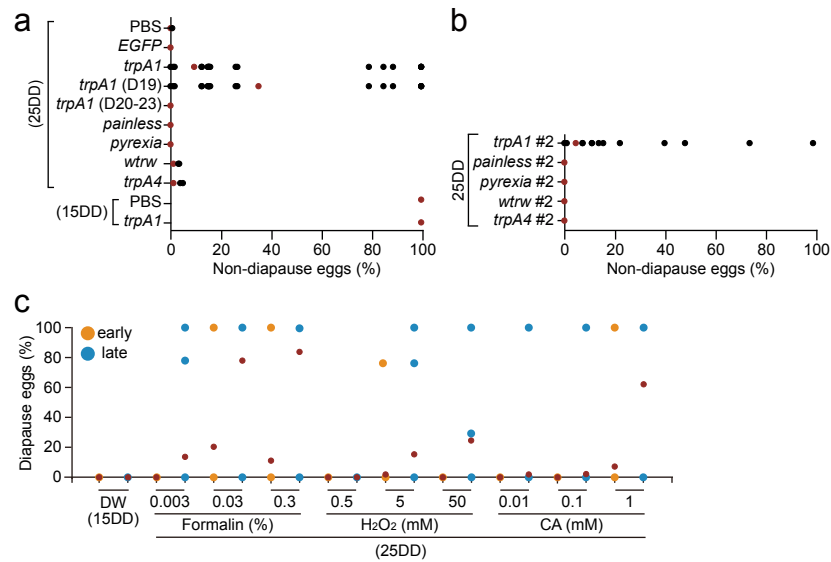 a
PBS
EGFP
trpA1
trpA1 (D19)
trpA1 (D20-23)
painless
pyrexia
wtrw
trpA4
(25DD)
PBS
trpA1
(15DD)
0 20 40 60 80 100
Non-diapause eggs (%)
b
trpA1 #2
painless #2
pyrexia #2
wtrw #2
trpA4 #2
25DD
0 20 40 60 80 100
Non-diapause eggs (%)
c
early
late
100
80
60
40
20
0
Diapause eggs (%)
DW 0.003 0.03 0.3 0.5 5 50 0.01 0.1 1
(15DD) Formalin (%) H₂O₂ (mM) CA (mM)
(25DD)